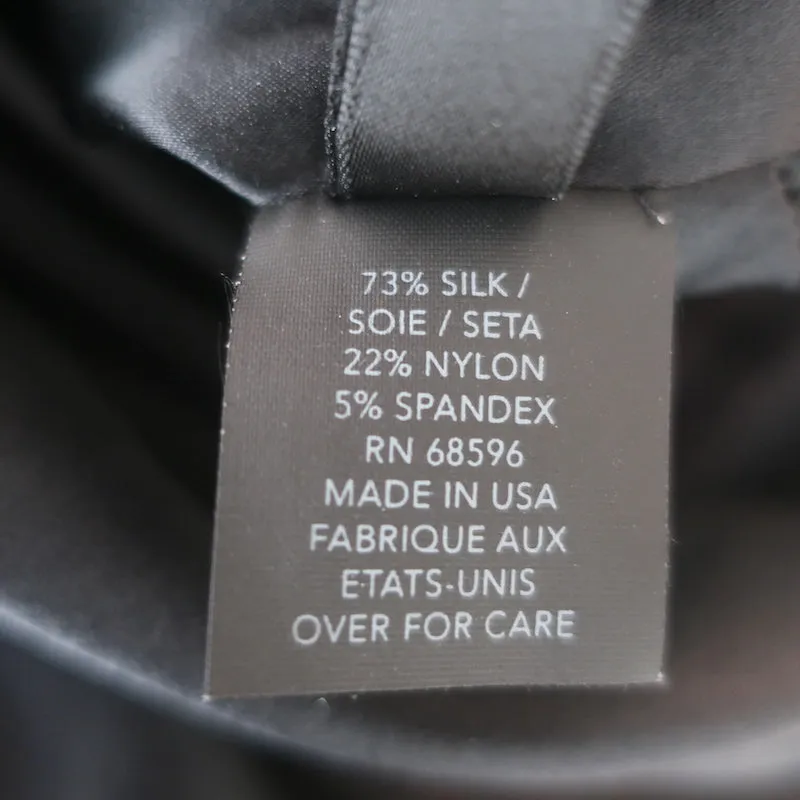 73% SILK /
SOIE / SETA
22% NYLON
5% SPANDEX
RN 68596
MADE IN USA
FABRIQUE AUX
ETATS-UNIS
OVER FOR CARE